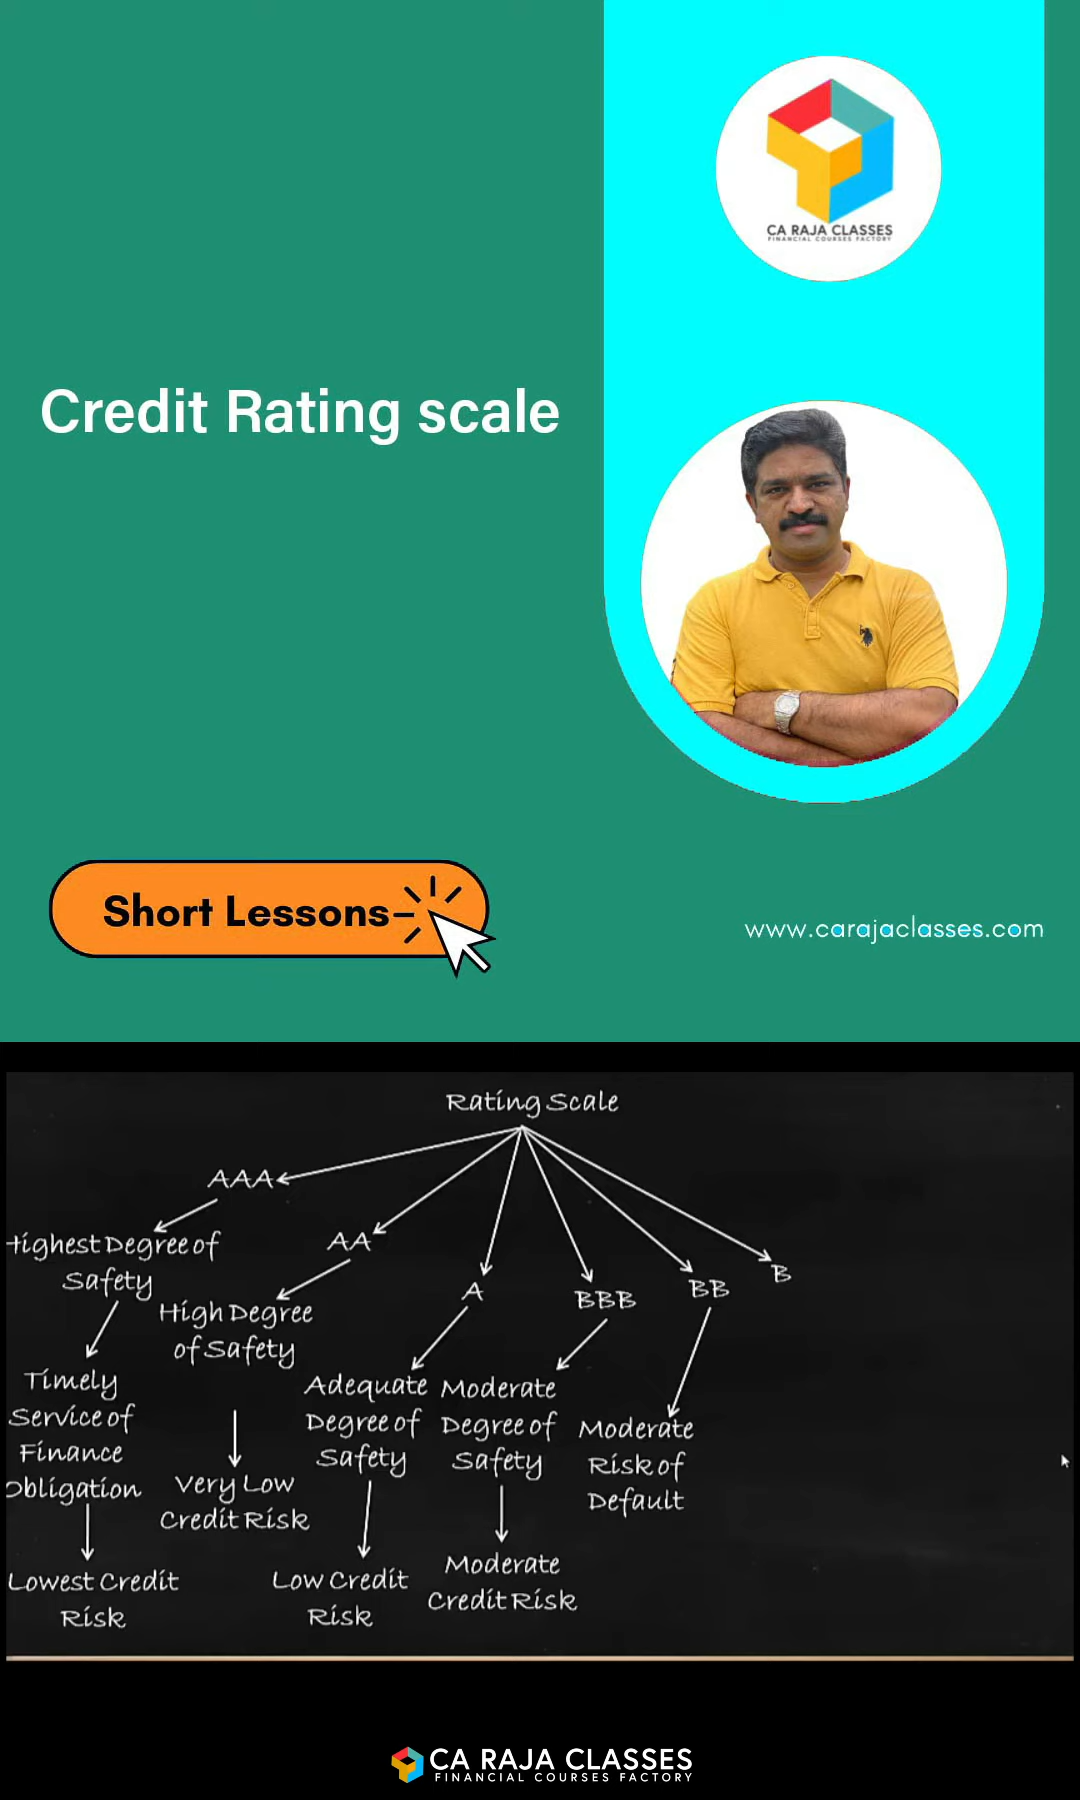 CA RAJA CLASSES
FINANCIAL COURSES FACTORY
Credit Rating scale
Short Lessons
www.carajaclasses.com
Rating Scale
AAA
Highest Degree of
Safety
Timely
Service of
Finance
Obligation
Lowest Credit
Risk
AA
High Degree
of Safety
Very Low
Credit Risk
A
Adequate
Degree of
Safety
Low Credit
Risk
BBB
Moderate
Degree of
Safety
Moderate
Credit Risk
BB
Moderate
Risk of
Default
B
CA RAJA CLASSES
FINANCIAL COURSES FACTORY